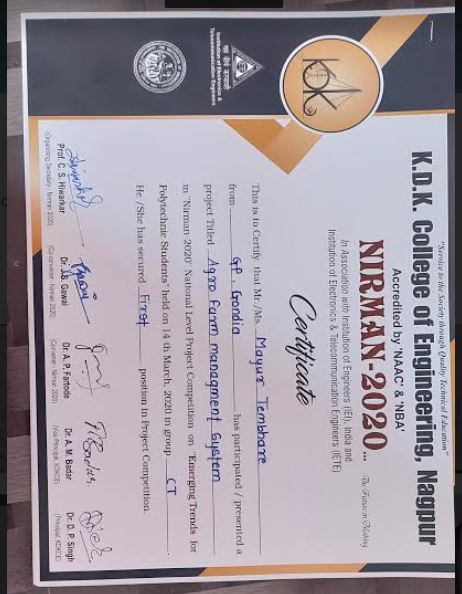 "Service to the Society through Quality Technical Education"
K.D.K. College of Engineering, Nagpur
Accredited by 'NAAC' & 'NBA'
NIRMAN-2020... The Future in Making
In Association with Institution of Engineers (IEI), India and
Institution of Electronics & Telecommunication Engineers (IETE)
Certificate
KDK
This is to Certify that Mr./Ms. Mayur Tembhare
from GP. Gondia has participated / presented a
project Titled Agro Farm managment System
in "Nirman-2020" National Level Project Competition on "Emerging Trends for
Polytechnic Students" held on 14 th March, 2020 in group CT
He /She has secured First position in Project Competition.
Institution of Electronics &
Telecommunication Engineers
Prof. C. S. Hiwarkar
(Organising Secretary - Nirman 2020)
Dr. J.S. Gawai
(Co-convener - Nirman 2020)
Dr. A. P. Fartode
(Convener - Nirman 2020)
Dr. A. M. Badar
(Vice Principal, KDKCE)
Dr. D. P. Singh
(Principal, KDKCE)